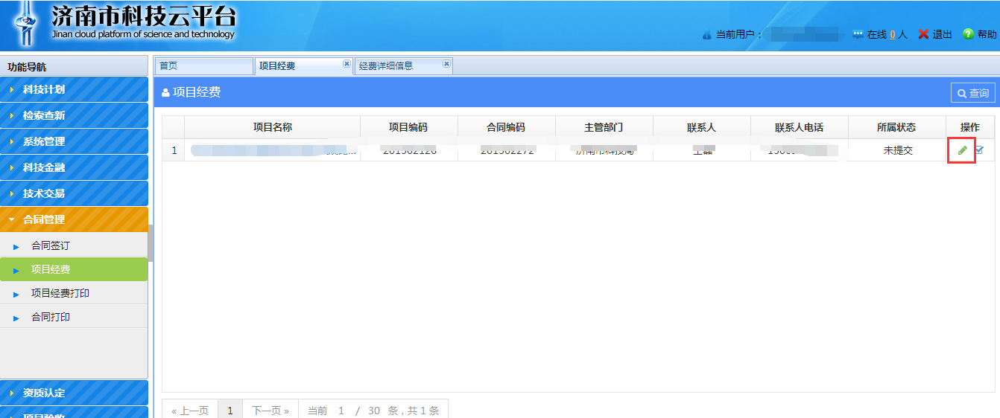 济南市科技云平台
Jinan cloud platform of science and technology
当前用户： 在线0人 退出 帮助
功能导航
首页 项目经费 经费详细信息
项目经费 查询
科技计划
检索查新
系统管理
科技金融
技术交易
合同管理
合同签订
项目经费
项目经费打印
合同打印
资质认定
项目验收
项目名称 项目编码 合同编码 主管部门 联系人 联系人电话 所属状态 操作
1 ... 201502126 201502272 济南市科技局 未提交
« 上一页 1 下一页 » 当前 1 / 30 条，共 1 条